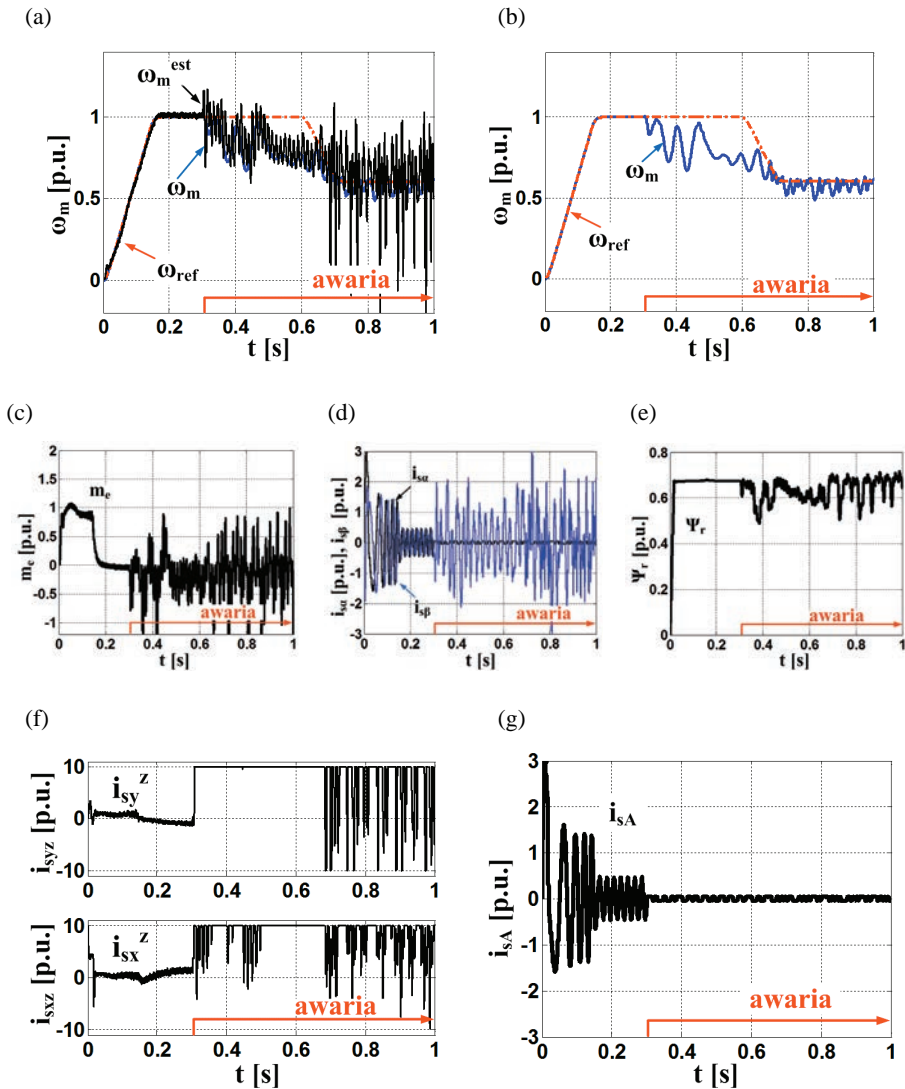 (a)
(b)
ω_m [p.u.]
1
0.5
0
ω_m^est
ω_m
ω_ref
awaria
0 0.2 0.4 0.6 0.8 1
t [s]
ω_m [p.u.]
1
0.5
0
ω_m
ω_ref
awaria
0 0.2 0.4 0.6 0.8 1
t [s]
(c)
(d)
(e)
m_e [p.u.]
2
1.5
1
0.5
0
-0.5
-1
m_e
awaria
0 0.2 0.4 0.6 0.8 1
t [s]
i_sα [p.u.], i_sβ [p.u.]
3
2
1
0
-1
-2
-3
i_sα
i_sβ
awaria
0 0.2 0.4 0.6 0.8 1
t [s]
Ψ_r [p.u.]
0.8
0.6
0.4
0.2
0
Ψ_r
awaria
0 0.2 0.4 0.6 0.8 1
t [s]
(f)
(g)
i_syz [p.u.]
10
0
-10
i_sy^z
0 0.2 0.4 0.6 0.8 1
i_sxz [p.u.]
10
0
-10
i_sx^z
awaria
0 0.2 0.4 0.6 0.8 1
t [s]
i_sA [p.u.]
3
2
1
0
-1
-2
-3
i_sA
awaria
0 0.2 0.4 0.6 0.8 1
t [s]